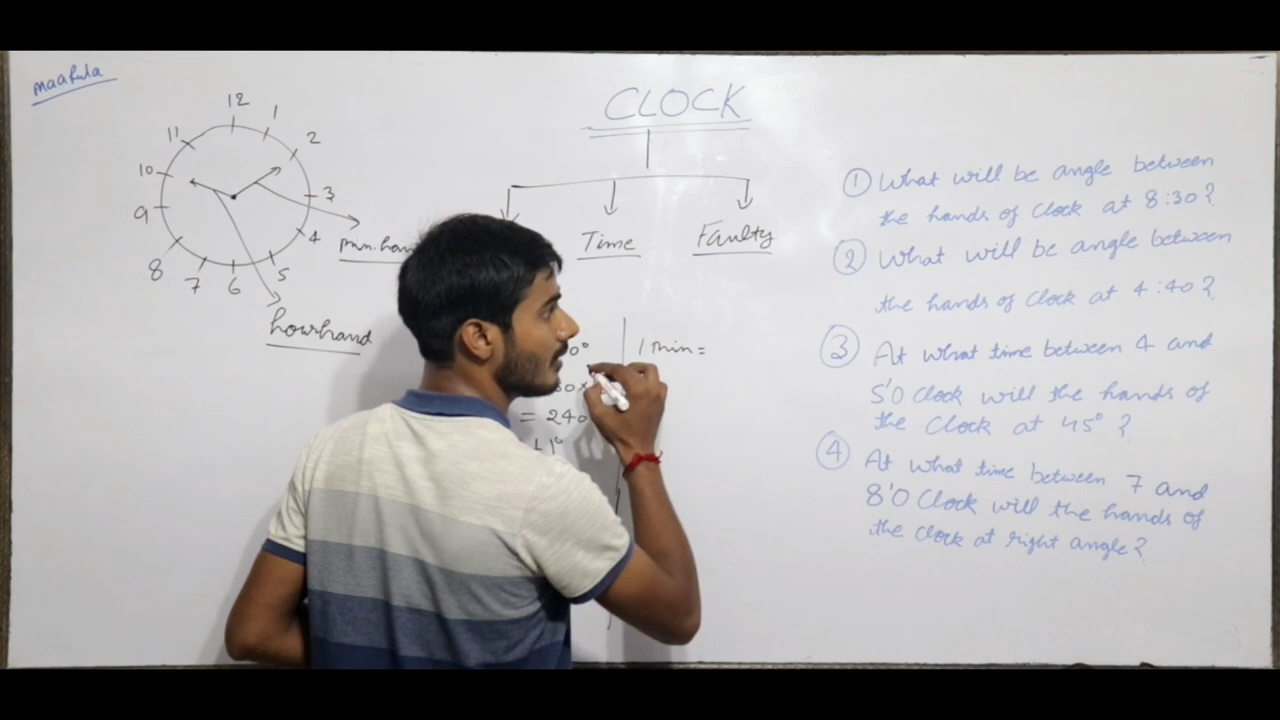 maaRula
CLOCK
Time
Faulty
12
1
2
3
4
5
6
7
8
9
10
11
min.han
hourhand
0°
30×
= 240
1°
1 min =
① What will be angle between
the hands of Clock at 8:30?
② What will be angle between
the hands of Clock at 4:40?
③ At what time between 4 and
5'0 Clock will the hands of
the Clock at 45° ?
④ At what time between 7 and
8'0 Clock will the hands of
the clock at right angle?